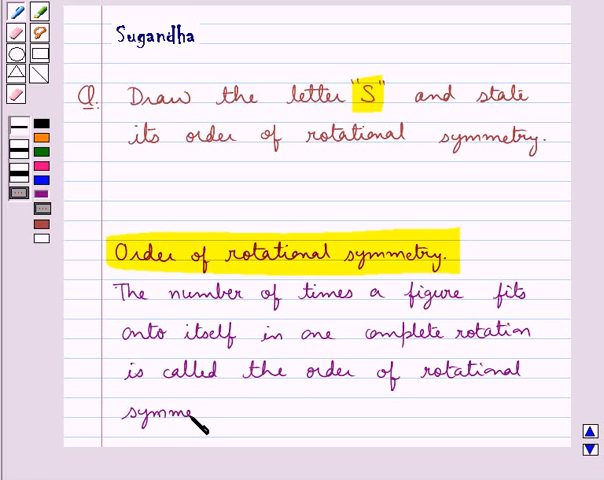 Sugandha
Q. Draw the letter "S" and state
its order of rotational symmetry.
Order of rotational symmetry.
The number of times a figure fits
onto itself in one complete rotation
is called the order of rotational
symme